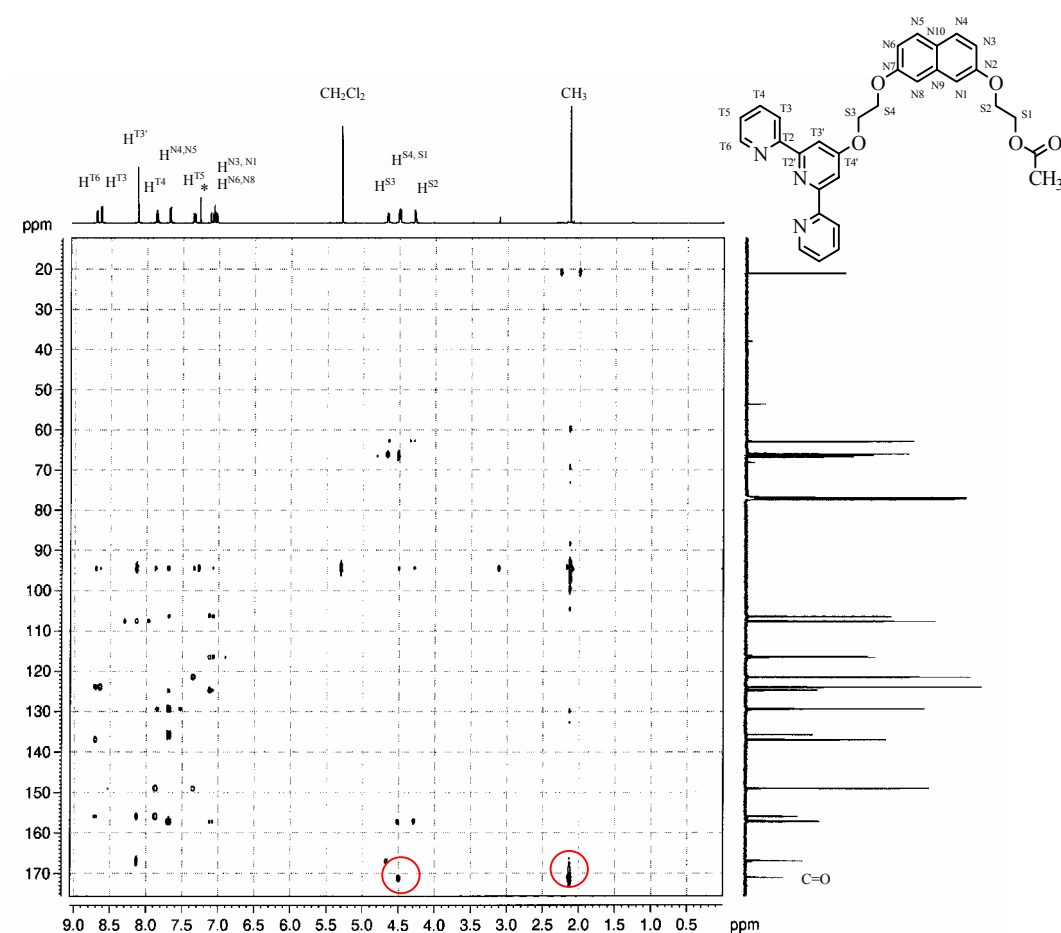 N5
N4
N10
N6
N3
N7
N2
N9
O
N8
N1
O
T4
S3
S4
S2
S1
T5
T3
T6
T2
T3'
O
O
N
T2'
T4'
O
N
CH3
N
CH2Cl2
CH3
HT3'
HN4,N5
HS4, S1
HN3, N1
HT6
HT3
HT4
HT5
*
HN6,N8
HS3
HS2
ppm
20
30
40
50
60
70
80
90
100
110
120
130
140
150
160
170
C=O
9.0 8.5 8.0 7.5 7.0 6.5 6.0 5.5 5.0 4.5 4.0 3.5 3.0 2.5 2.0 1.5 1.0 0.5 ppm